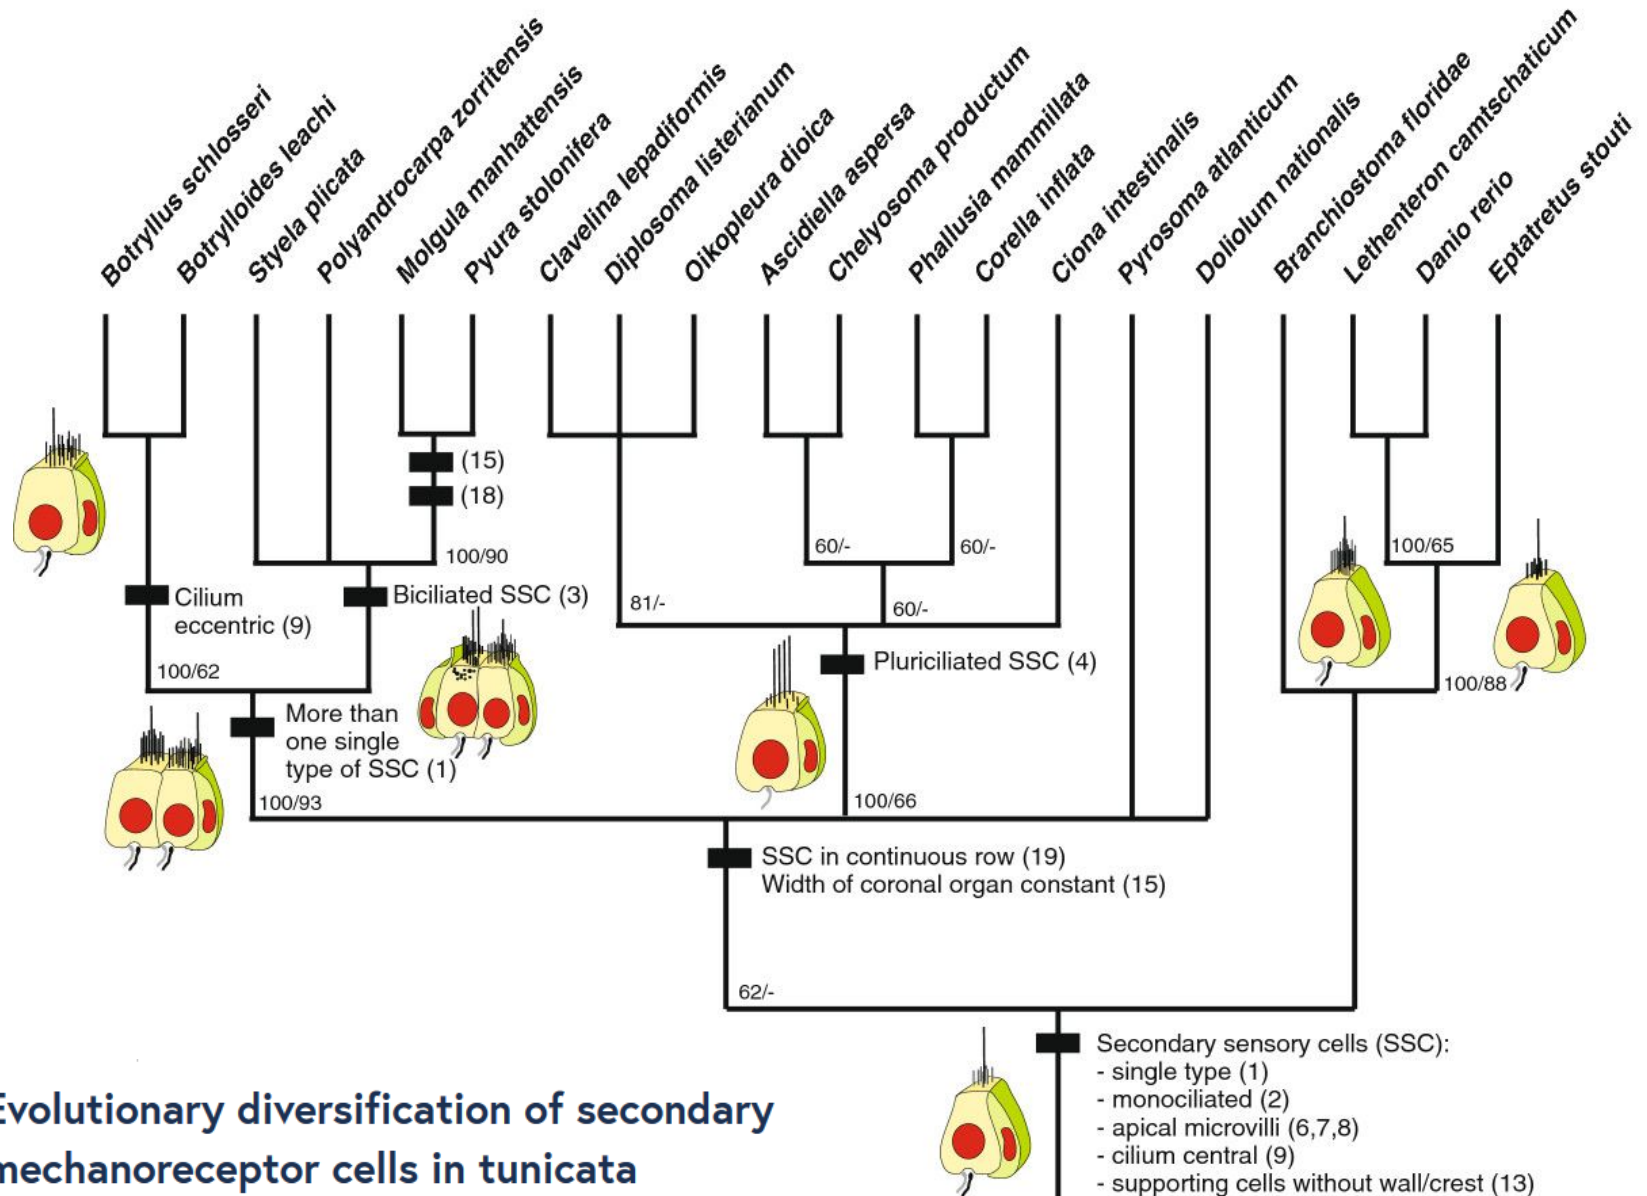 Botryllus schlosseri
Botrylloides leachi
Styela plicata
Polyandrocarpa zorritensis
Molgula manhattensis
Pyura stolonifera
Clavelina lepadiformis
Diplosoma listerianum
Oikopleura dioica
Ascidiella aspersa
Chelyosoma productum
Phallusia mammillata
Corella inflata
Ciona intestinalis
Pyrosoma atlanticum
Doliolum nationalis
Branchiostoma floridae
Lethenteron camtschaticum
Danio rerio
Eptatretus stouti
(15)
(18)
100/90
60/-
60/-
100/65
Cilium
eccentric (9)
Biciliated SSC (3)
81/-
60/-
100/62
Pluriciliated SSC (4)
100/88
More than
one single
type of SSC (1)
100/93
100/66
SSC in continuous row (19)
Width of coronal organ constant (15)
62/-
Secondary sensory cells (SSC):
- single type (1)
- monociliated (2)
- apical microvilli (6,7,8)
- cilium central (9)
- supporting cells without wall/crest (13)
Evolutionary diversification of secondary
mechanoreceptor cells in tunicata